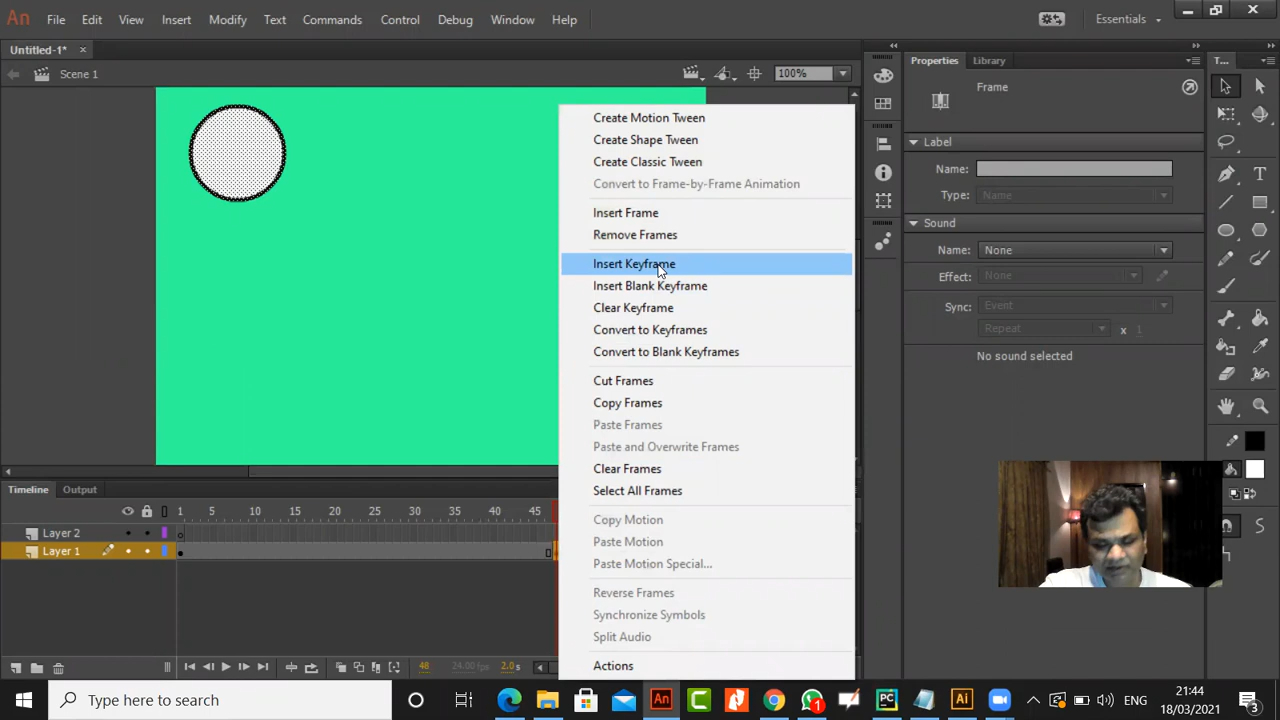 An File Edit View Insert Modify Text Commands Control Debug Window Help Essentials
Untitled-1* ×
Scene 1 100%
Properties Library T...
Frame
Label
Name:
Type: Name
Sound
Name: None
Effect: None
Sync: Event
Repeat x 1
No sound selected
Create Motion Tween
Create Shape Tween
Create Classic Tween
Convert to Frame-by-Frame Animation
Insert Frame
Remove Frames
Insert Keyframe
Insert Blank Keyframe
Clear Keyframe
Convert to Keyframes
Convert to Blank Keyframes
Cut Frames
Copy Frames
Paste Frames
Paste and Overwrite Frames
Clear Frames
Select All Frames
Copy Motion
Paste Motion
Paste Motion Special...
Reverse Frames
Synchronize Symbols
Split Audio
Actions
Timeline Output
1 5 10 15 20 25 30 35 40 45
Layer 2
Layer 1
48 24.00 fps 2.0 s
Type here to search
An Pc Ai
1
ENG
21:44
18/03/2021
3